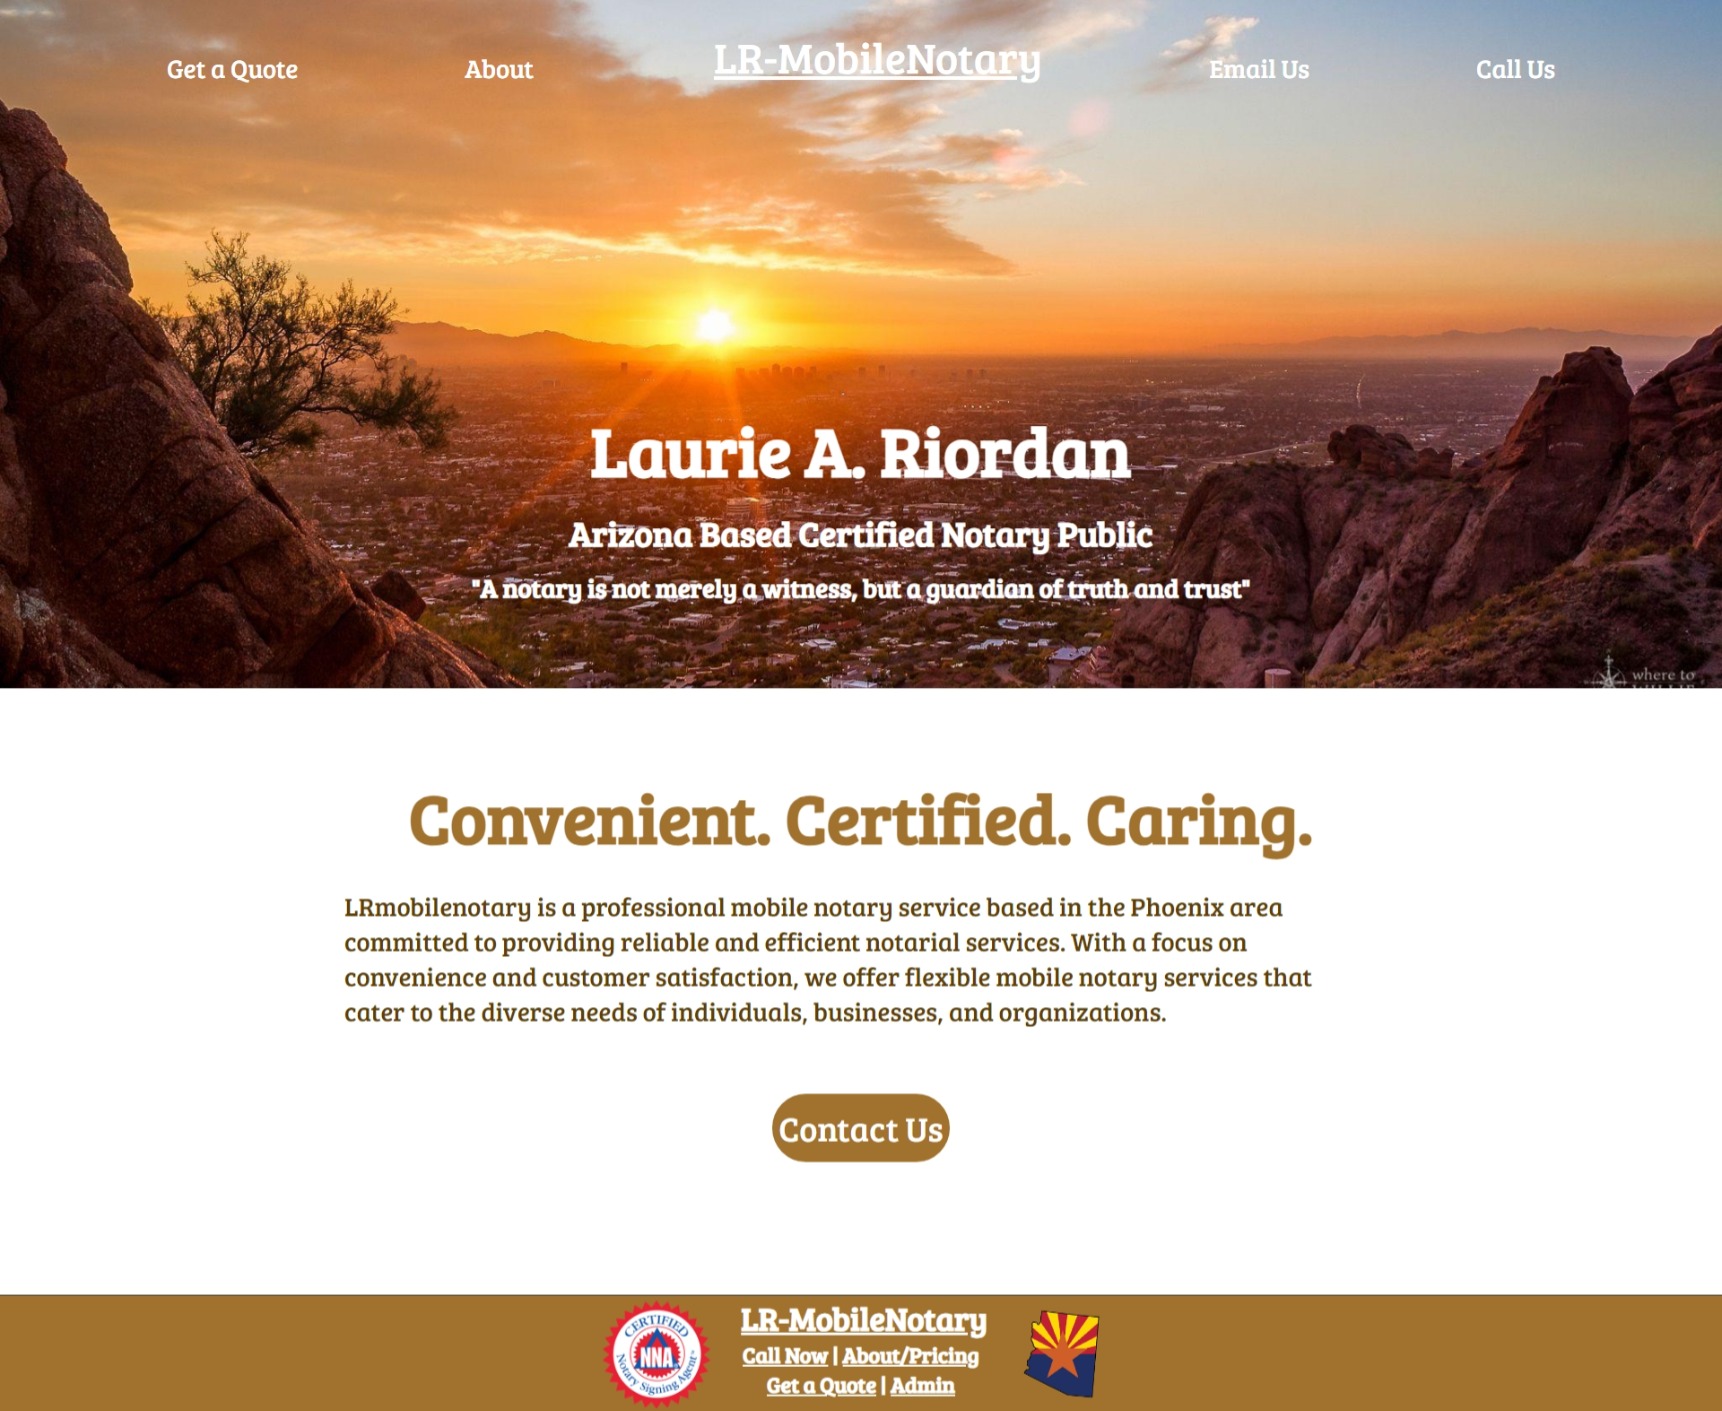 Get a Quote
About
LR-MobileNotary
Email Us
Call Us
Laurie A. Riordan
Arizona Based Certified Notary Public
"A notary is not merely a witness, but a guardian of truth and trust"
where to
Convenient. Certified. Caring.
LRmobilenotary is a professional mobile notary service based in the Phoenix area
committed to providing reliable and efficient notarial services. With a focus on
convenience and customer satisfaction, we offer flexible mobile notary services that
cater to the diverse needs of individuals, businesses, and organizations.
Contact Us
CERTIFIED
NNA
Notary Signing Agent
LR-MobileNotary
Call Now | About/Pricing
Get a Quote | Admin